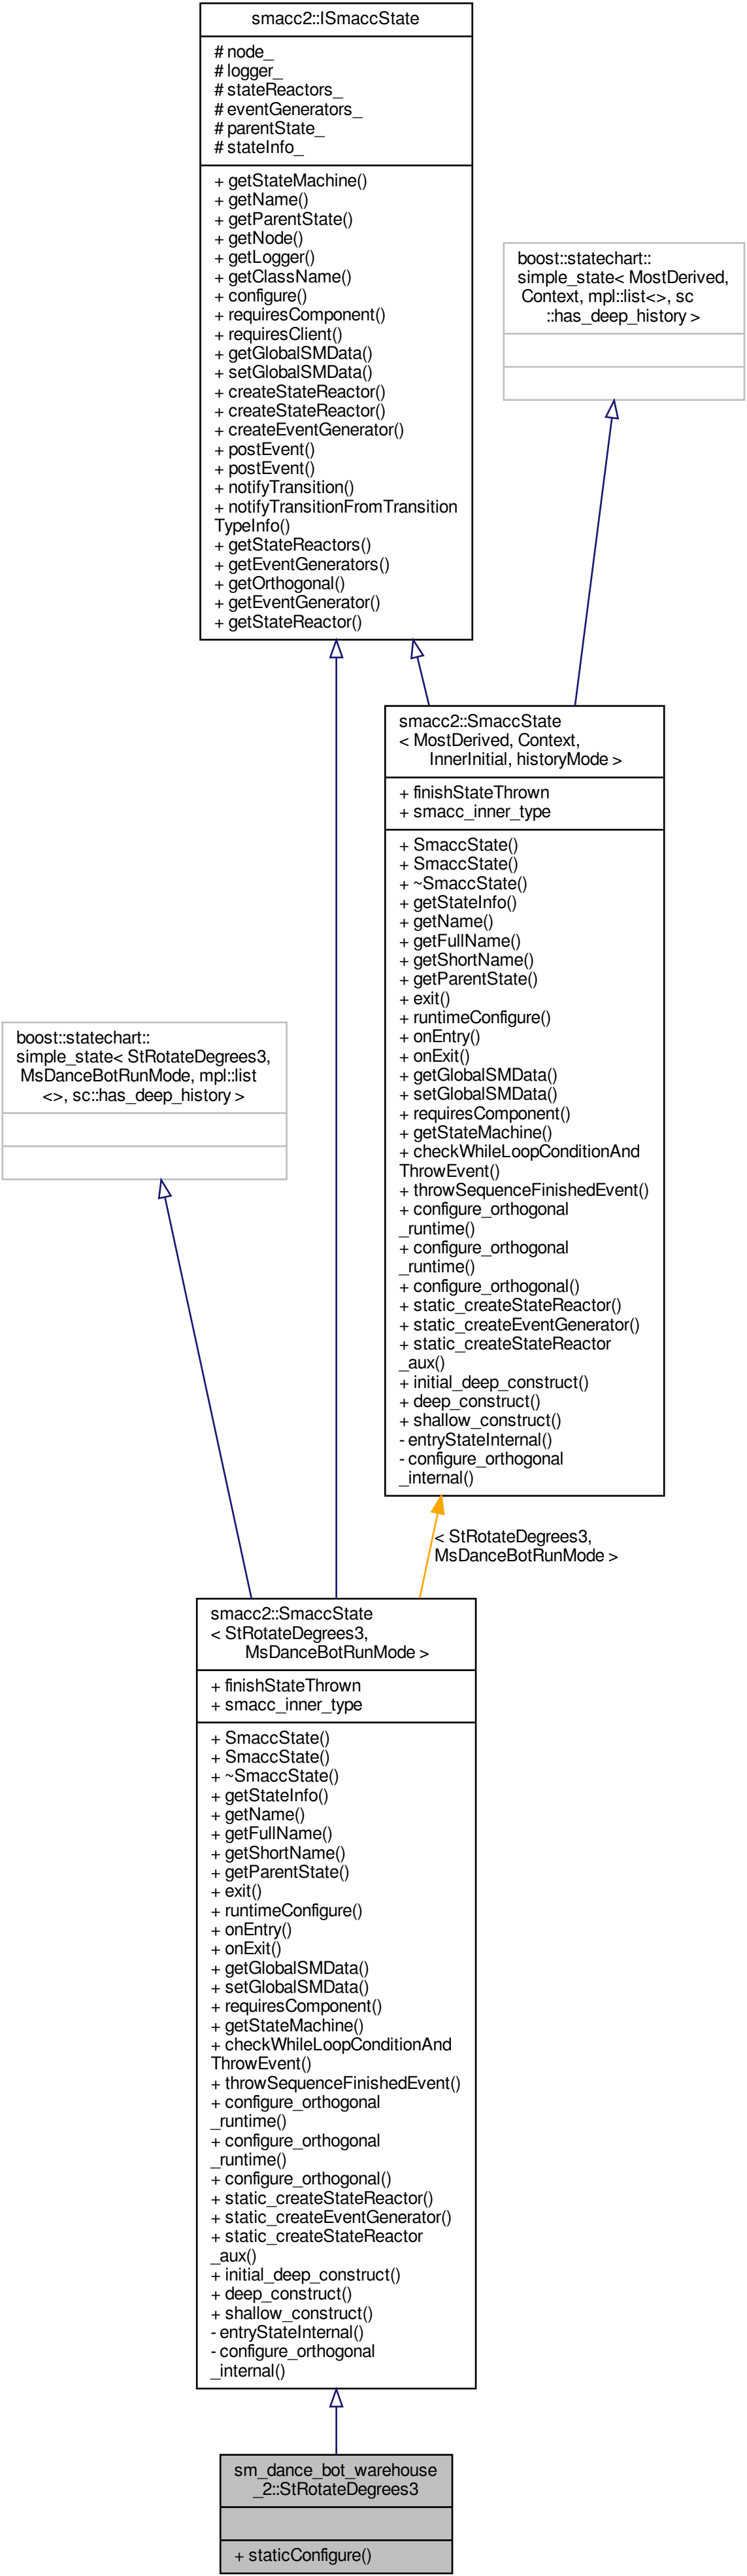 smacc2::ISmaccState
# node_
# logger_
# stateReactors_
# eventGenerators_
# parentState_
# stateInfo_
+ getStateMachine()
+ getName()
+ getParentState()
+ getNode()
+ getLogger()
+ getClassName()
+ configure()
+ requiresComponent()
+ requiresClient()
+ getGlobalSMData()
+ setGlobalSMData()
+ createStateReactor()
+ createStateReactor()
+ createEventGenerator()
+ postEvent()
+ postEvent()
+ notifyTransition()
+ notifyTransitionFromTransition
TypeInfo()
+ getStateReactors()
+ getEventGenerators()
+ getOrthogonal()
+ getEventGenerator()
+ getStateReactor()
boost::statechart::
simple_state< MostDerived,
Context, mpl::list<>, sc
::has_deep_history >
smacc2::SmaccState
< MostDerived, Context,
InnerInitial, historyMode >
+ finishStateThrown
+ smacc_inner_type
+ SmaccState()
+ SmaccState()
+ ~SmaccState()
+ getStateInfo()
+ getName()
+ getFullName()
+ getShortName()
+ getParentState()
+ exit()
+ runtimeConfigure()
+ onEntry()
+ onExit()
+ getGlobalSMData()
+ setGlobalSMData()
+ requiresComponent()
+ getStateMachine()
+ checkWhileLoopConditionAnd
ThrowEvent()
+ throwSequenceFinishedEvent()
+ configure_orthogonal
_runtime()
+ configure_orthogonal
_runtime()
+ configure_orthogonal()
+ static_createStateReactor()
+ static_createEventGenerator()
+ static_createStateReactor
_aux()
+ initial_deep_construct()
+ deep_construct()
+ shallow_construct()
- entryStateInternal()
- configure_orthogonal
_internal()
boost::statechart::
simple_state< StRotateDegrees3,
MsDanceBotRunMode, mpl::list
<>, sc::has_deep_history >
< StRotateDegrees3,
MsDanceBotRunMode >
smacc2::SmaccState
< StRotateDegrees3,
MsDanceBotRunMode >
+ finishStateThrown
+ smacc_inner_type
+ SmaccState()
+ SmaccState()
+ ~SmaccState()
+ getStateInfo()
+ getName()
+ getFullName()
+ getShortName()
+ getParentState()
+ exit()
+ runtimeConfigure()
+ onEntry()
+ onExit()
+ getGlobalSMData()
+ setGlobalSMData()
+ requiresComponent()
+ getStateMachine()
+ checkWhileLoopConditionAnd
ThrowEvent()
+ throwSequenceFinishedEvent()
+ configure_orthogonal
_runtime()
+ configure_orthogonal
_runtime()
+ configure_orthogonal()
+ static_createStateReactor()
+ static_createEventGenerator()
+ static_createStateReactor
_aux()
+ initial_deep_construct()
+ deep_construct()
+ shallow_construct()
- entryStateInternal()
- configure_orthogonal
_internal()
sm_dance_bot_warehouse
_2::StRotateDegrees3
+ staticConfigure()